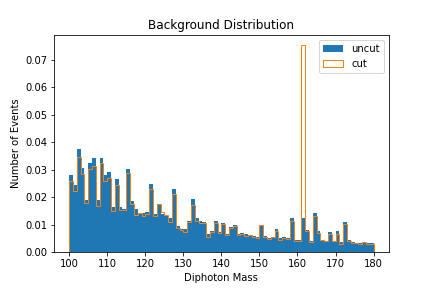 Background Distribution
uncut
cut
Number of Events
0.07
0.06
0.05
0.04
0.03
0.02
0.01
0.00
100 110 120 130 140 150 160 170 180
Diphoton Mass